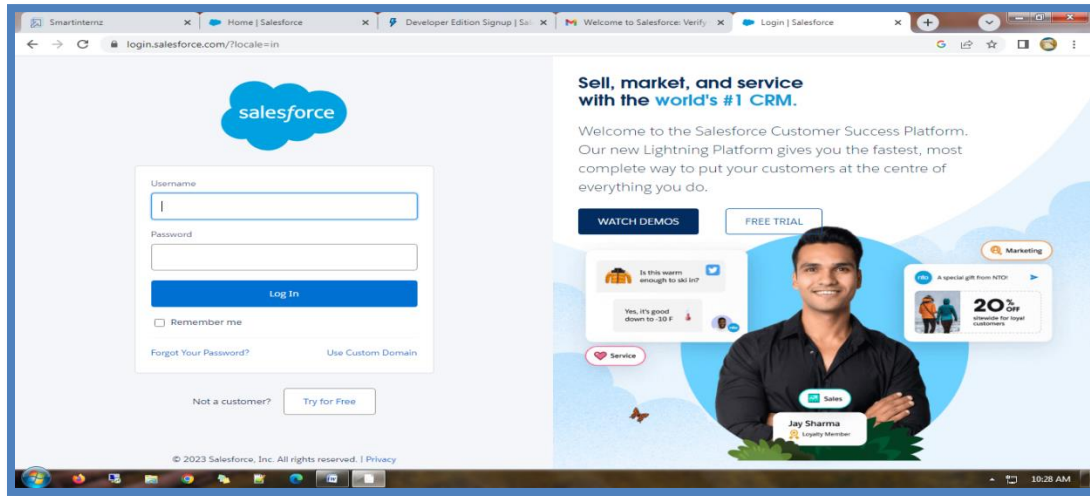 Smartinternz
Home | Salesforce
Developer Edition Signup | Sal
Welcome to Salesforce: Verify
Login | Salesforce
login.salesforce.com/?locale=in
salesforce
Username
Password
Log In
Remember me
Forgot Your Password?
Use Custom Domain
Not a customer?
Try for Free
© 2023 Salesforce, Inc. All rights reserved. | Privacy
Sell, market, and service
with the world's #1 CRM.
Welcome to the Salesforce Customer Success Platform.
Our new Lightning Platform gives you the fastest, most
complete way to put your customers at the centre of
everything you do.
WATCH DEMOS
FREE TRIAL
Marketing
Is this warm
enough to ski in?
Yes, it's good
down to -10 F
nto
Service
nto
A special gift from NTO!
20% OFF
sitewide for loyal
customers
Sales
Jay Sharma
Loyalty Member
10:28 AM